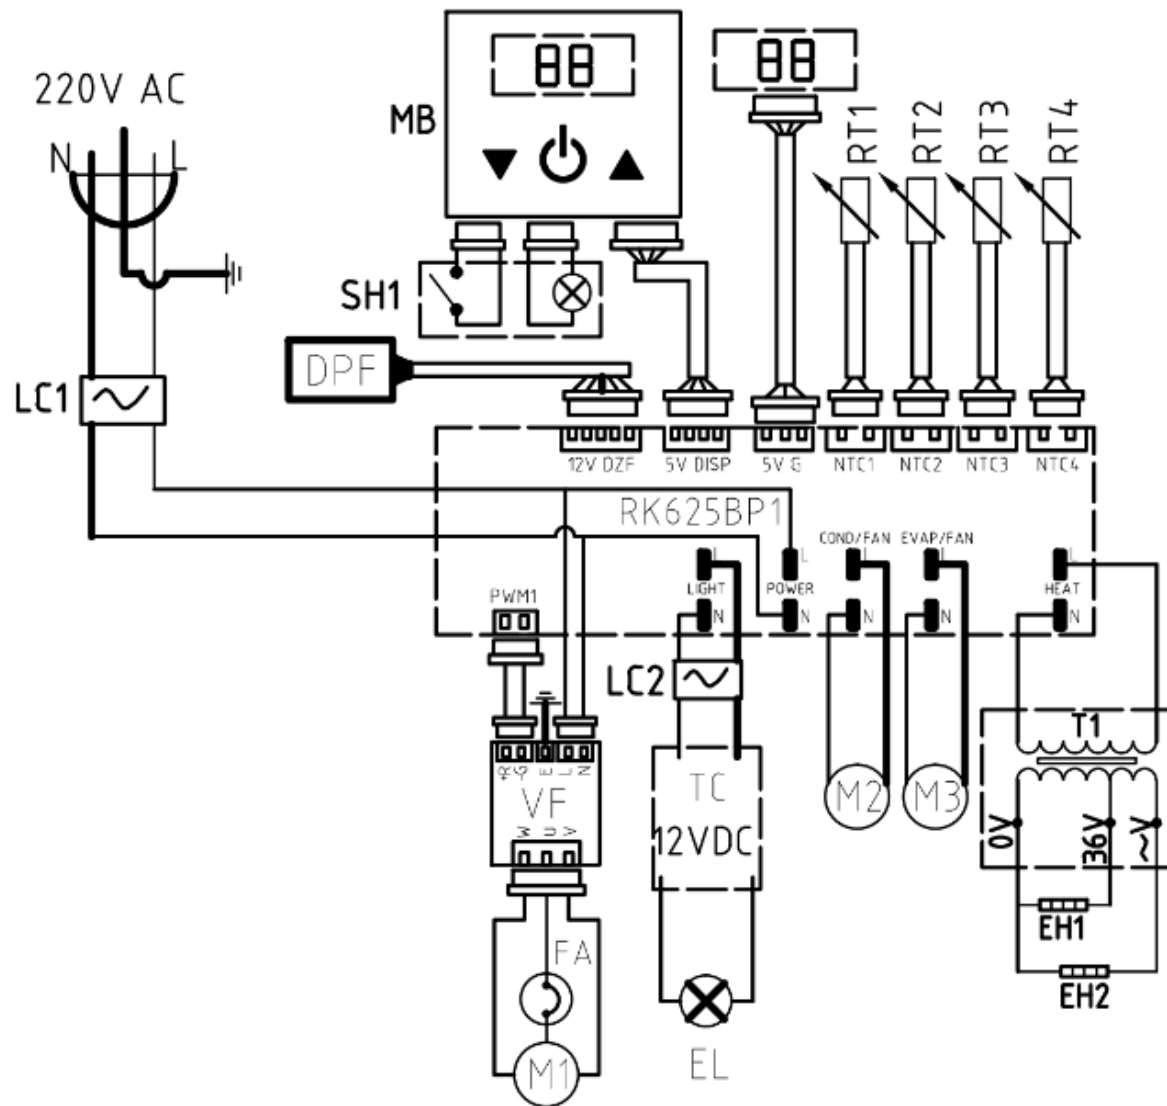 220V AC
N L
MB
88
88
RT1
RT2
RT3
RT4
SH1
DPF
LC1
12V DZF
5V DISP
5V G
NTC1
NTC2
NTC3
NTC4
RK625BP1
COND/FAN
EVAP/FAN
L
L
L
L
L
LIGHT
POWER
HEAT
N
N
N
N
N
PWM1
LC2
T1
+R
-G
E
L
N
VF
W
U
V
TC
12VDC
M2
M3
0V
36V
~V
EH1
EH2
FA
M1
EL